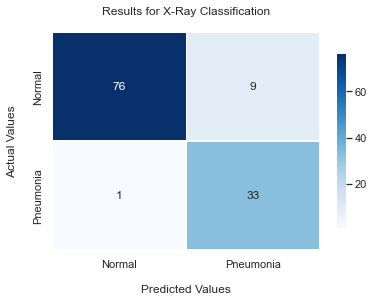 Results for X-Ray Classification
Actual Values
Normal
76
9
Pneumonia
1
33
Normal
Pneumonia
Predicted Values
60
40
20